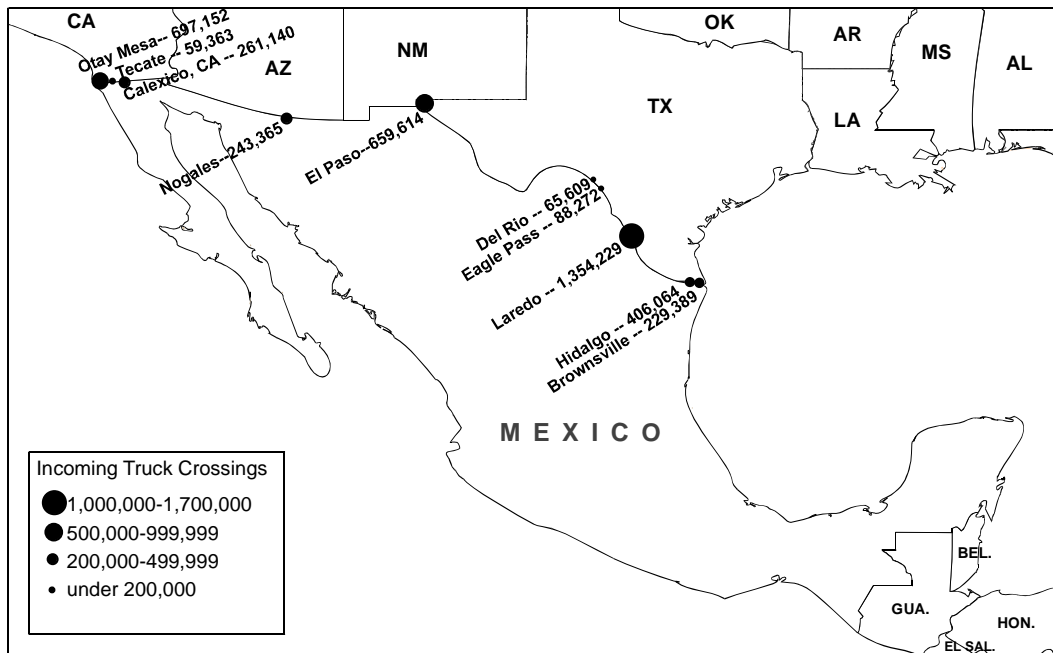 CA
OK
AR
MS
AL
NM
AZ
TX
LA
Otay Mesa-- 697,152
Tecate -- 59,363
Calexico, CA -- 261,140
Nogales--243,365
El Paso--659,614
Del Rio -- 65,609
Eagle Pass -- 88,272
Laredo -- 1,354,229
Hidalgo -- 406,064
Brownsville -- 229,389
MEXICO
Incoming Truck Crossings
1,000,000-1,700,000
500,000-999,999
200,000-499,999
under 200,000
BEL.
GUA.
HON.
EL SAL.